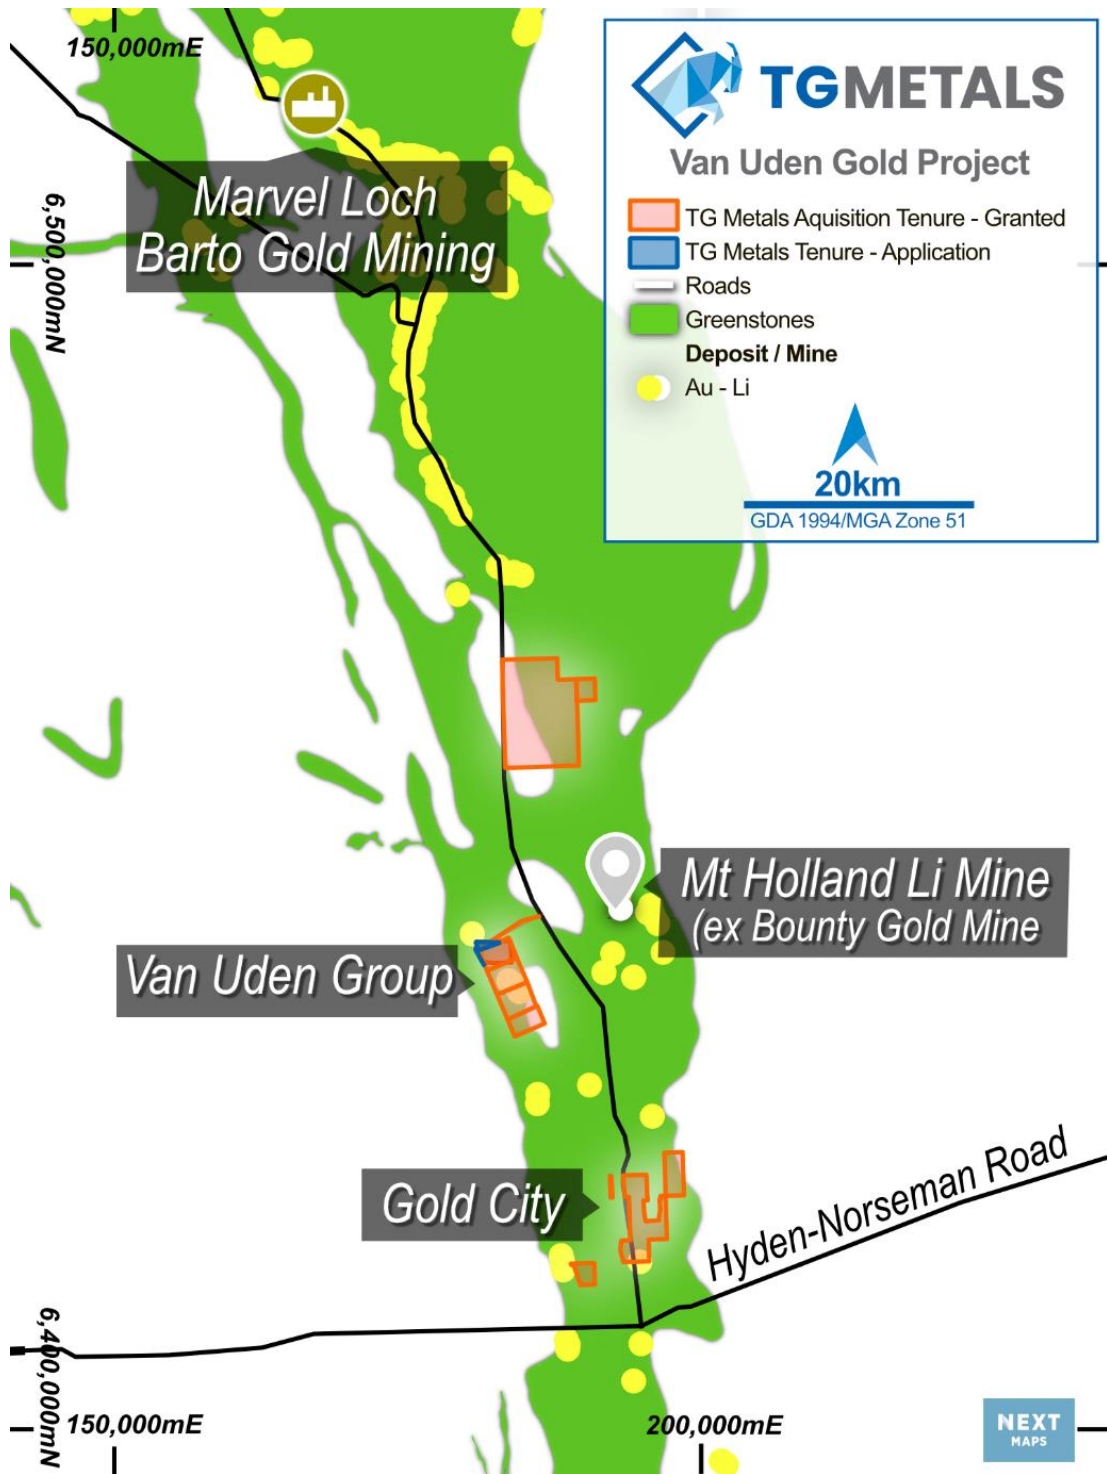 150,000mE
TGMETALS
Van Uden Gold Project
TG Metals Aquisition Tenure - Granted
TG Metals Tenure - Application
Roads
Greenstones
Deposit / Mine
Au - Li
20km
GDA 1994/MGA Zone 51
Marvel Loch
Barto Gold Mining
6,500,000mN
Mt Holland Li Mine
(ex Bounty Gold Mine
Van Uden Group
Gold City
Hyden-Norseman Road
6,400,000mN
150,000mE
200,000mE
NEXT
MAPS